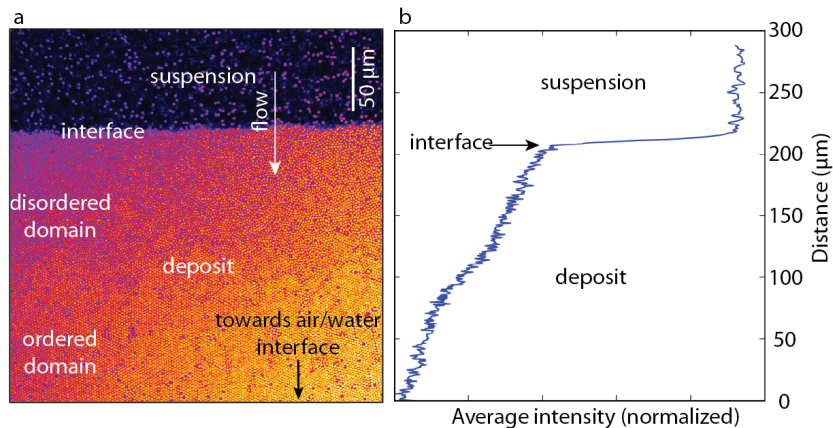 a
suspension
50 µm
flow
interface
disordered
domain
deposit
ordered
domain
towards air/water
interface
b
300
250
200
150
100
50
0
Distance (µm)
suspension
interface
deposit
Average intensity (normalized)